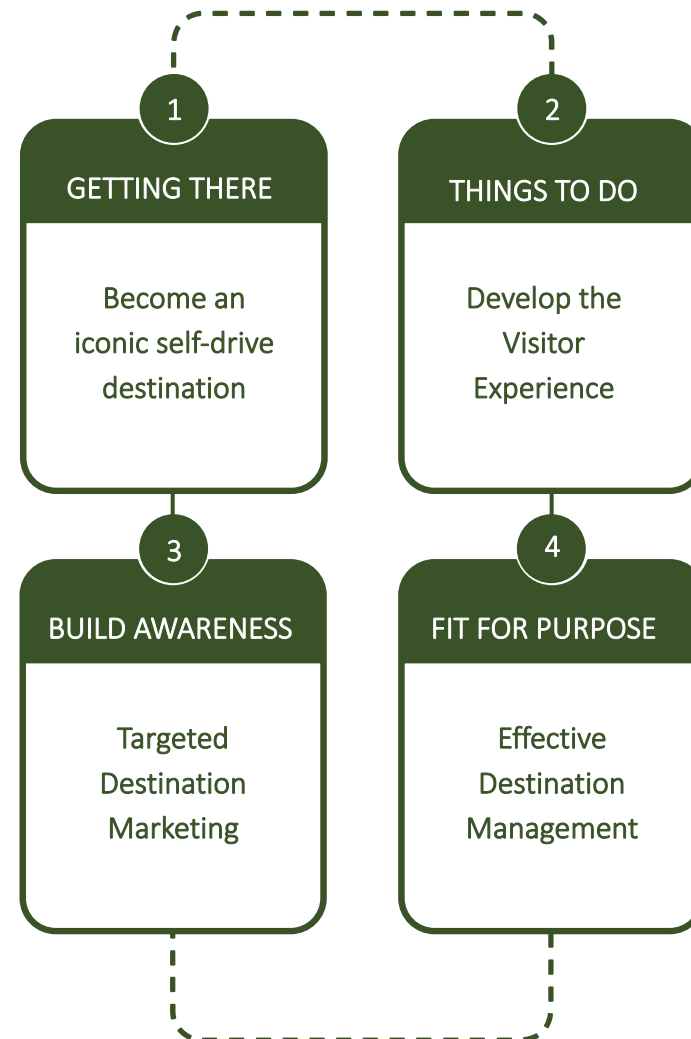 1
GETTING THERE
Become an
iconic self-drive
destination
2
THINGS TO DO
Develop the
Visitor
Experience
3
BUILD AWARENESS
Targeted
Destination
Marketing
4
FIT FOR PURPOSE
Effective
Destination
Management